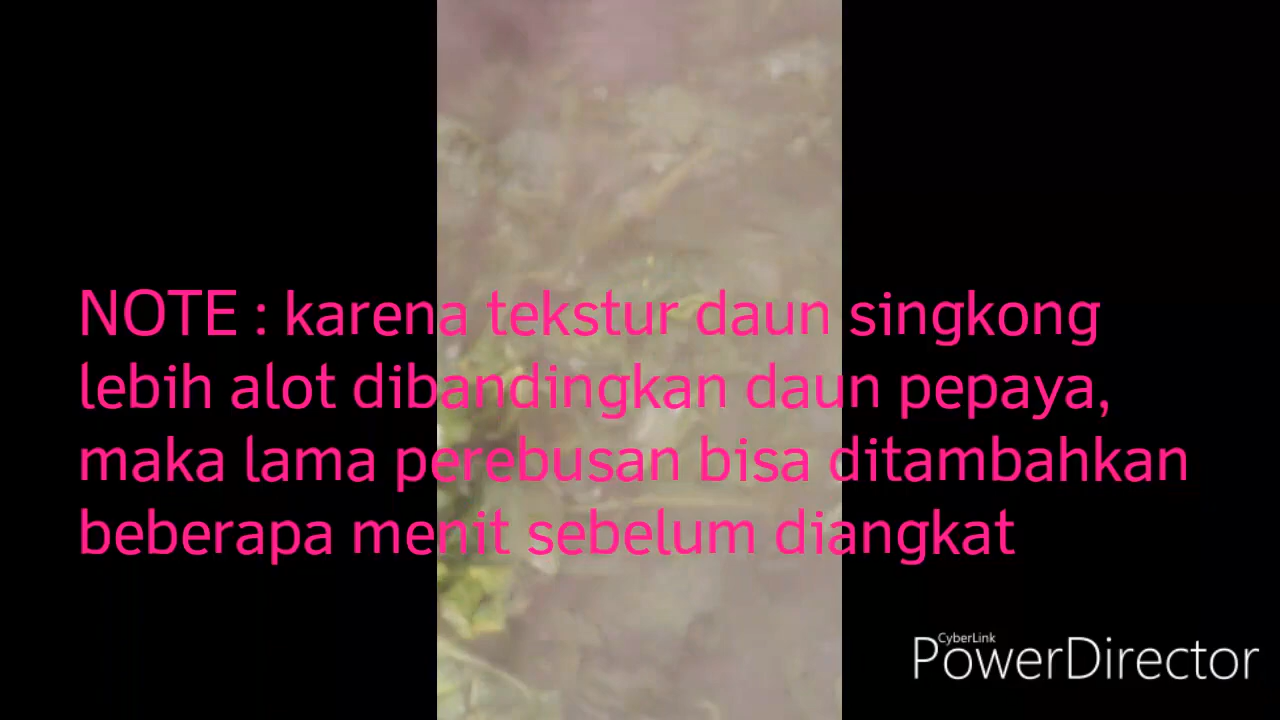 NOTE : karena tekstur daun singkong
lebih alot dibandingkan daun pepaya,
maka lama perebusan bisa ditambahkan
beberapa menit sebelum diangkat
CyberLink
PowerDirector